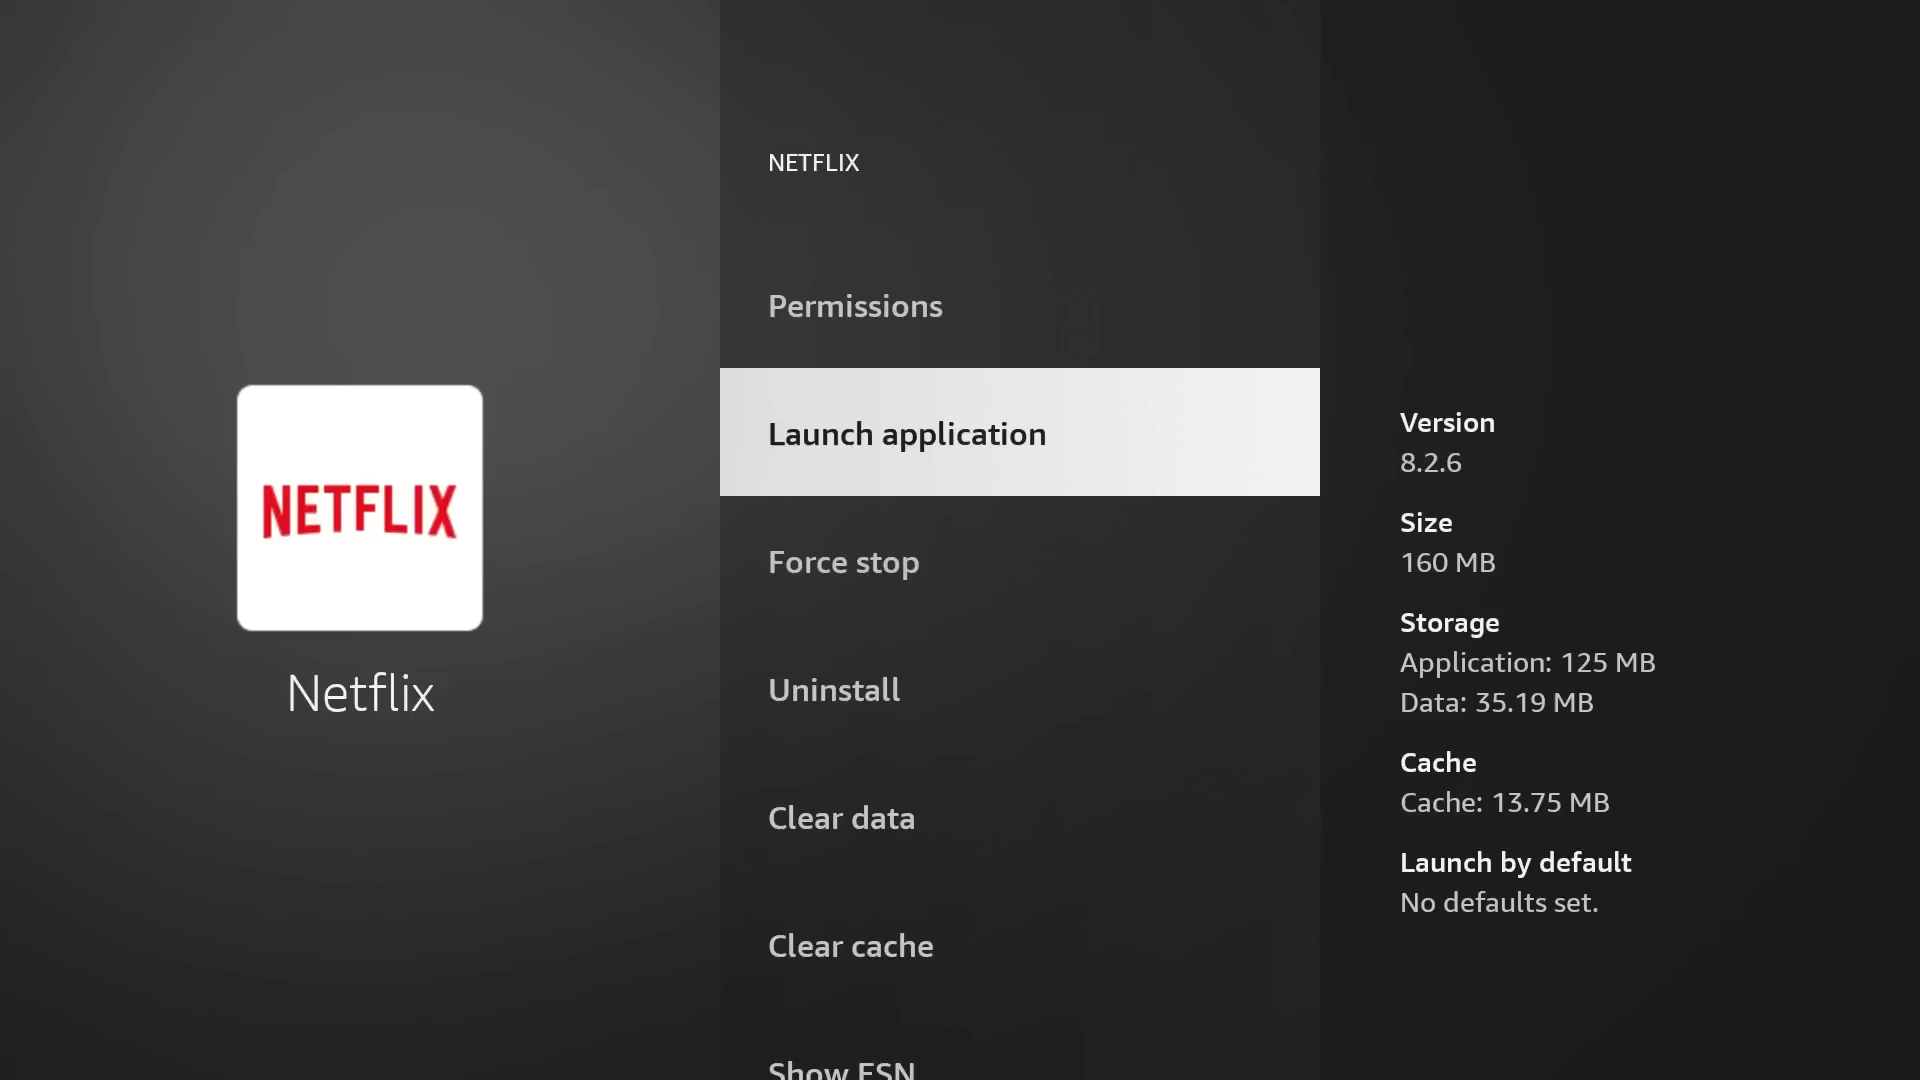 NETFLIX
Netflix
NETFLIX
Permissions
Launch application
Force stop
Uninstall
Clear data
Clear cache
Show ESN
Version
8.2.6
Size
160 MB
Storage
Application: 125 MB
Data: 35.19 MB
Cache
Cache: 13.75 MB
Launch by default
No defaults set.